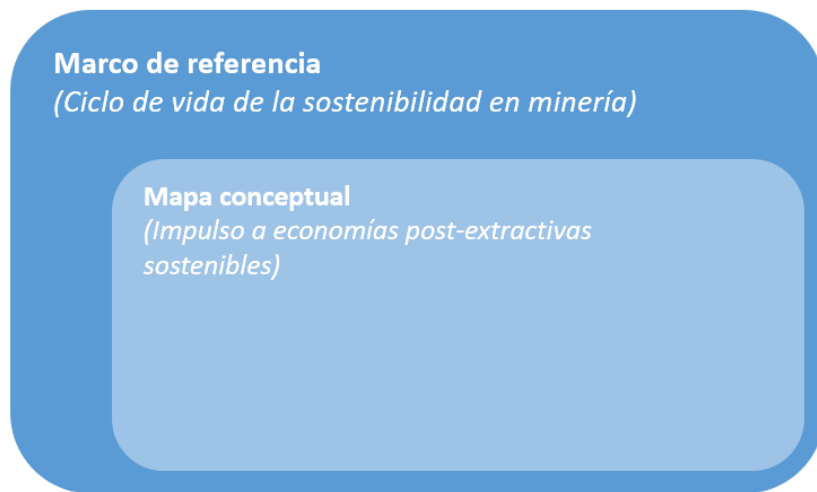 Marco de referencia
(Ciclo de vida de la sostenibilidad en minería)
Mapa conceptual
(Impulso a economías post-extractivas
sostenibles)